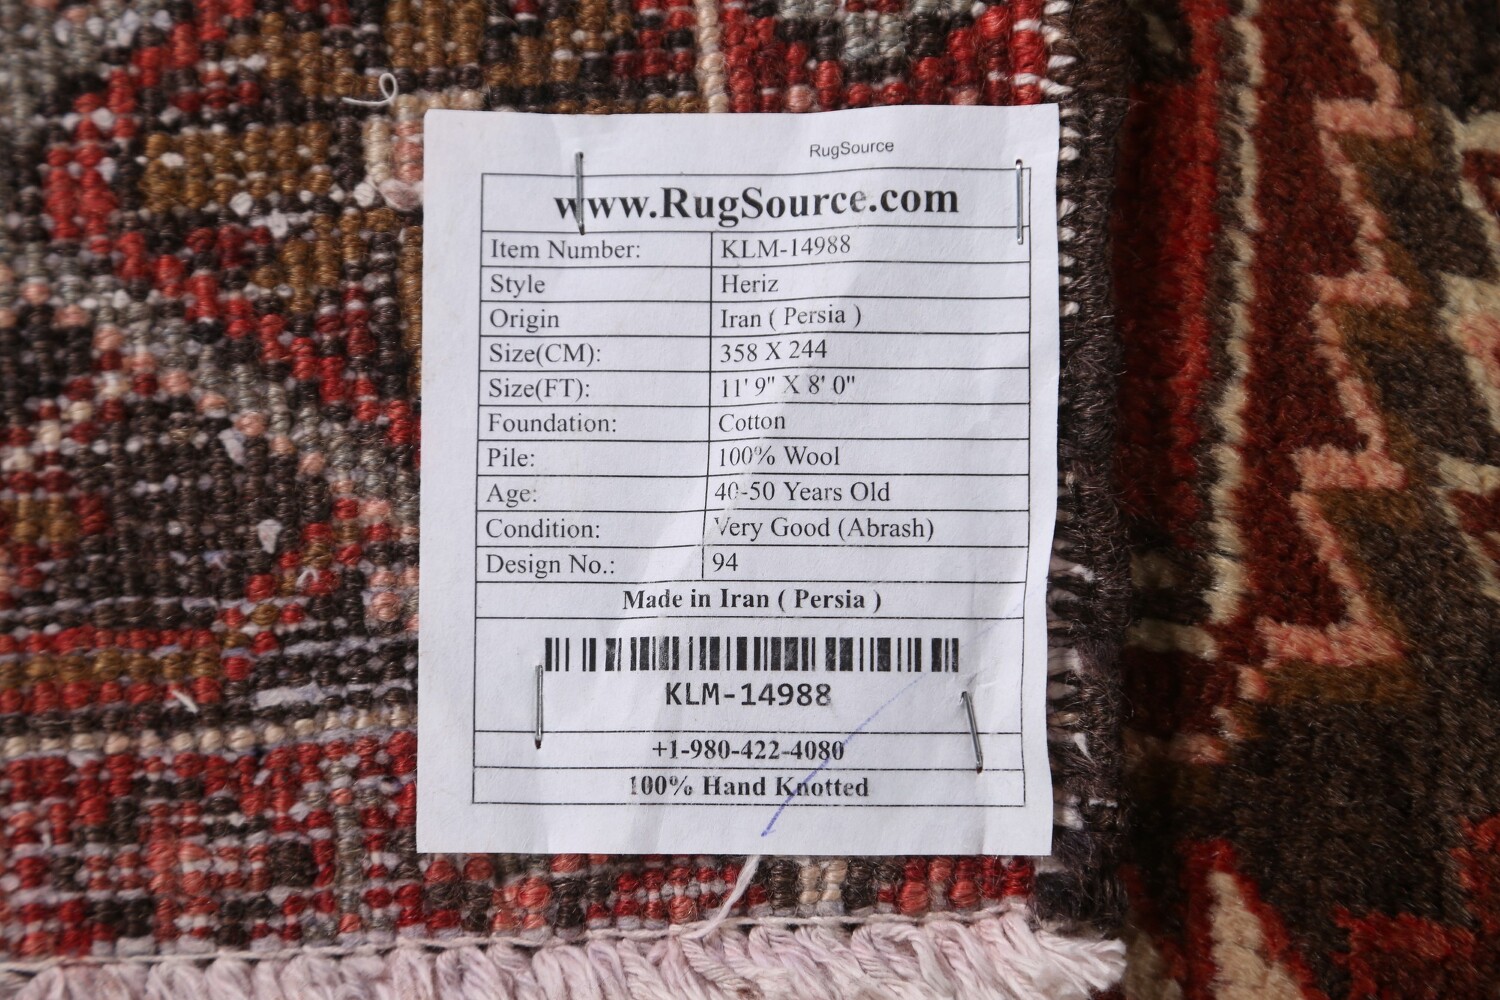 RugSource
www.RugSource.com
Item Number: KLM-14988
Style Heriz
Origin Iran ( Persia )
Size(CM): 358 X 244
Size(FT): 11' 9" X 8' 0"
Foundation: Cotton
Pile: 100% Wool
Age: 40-50 Years Old
Condition: Very Good (Abrash)
Design No.: 94
Made in Iran ( Persia )
KLM-14988
+1-980-422-4080
100% Hand Knotted